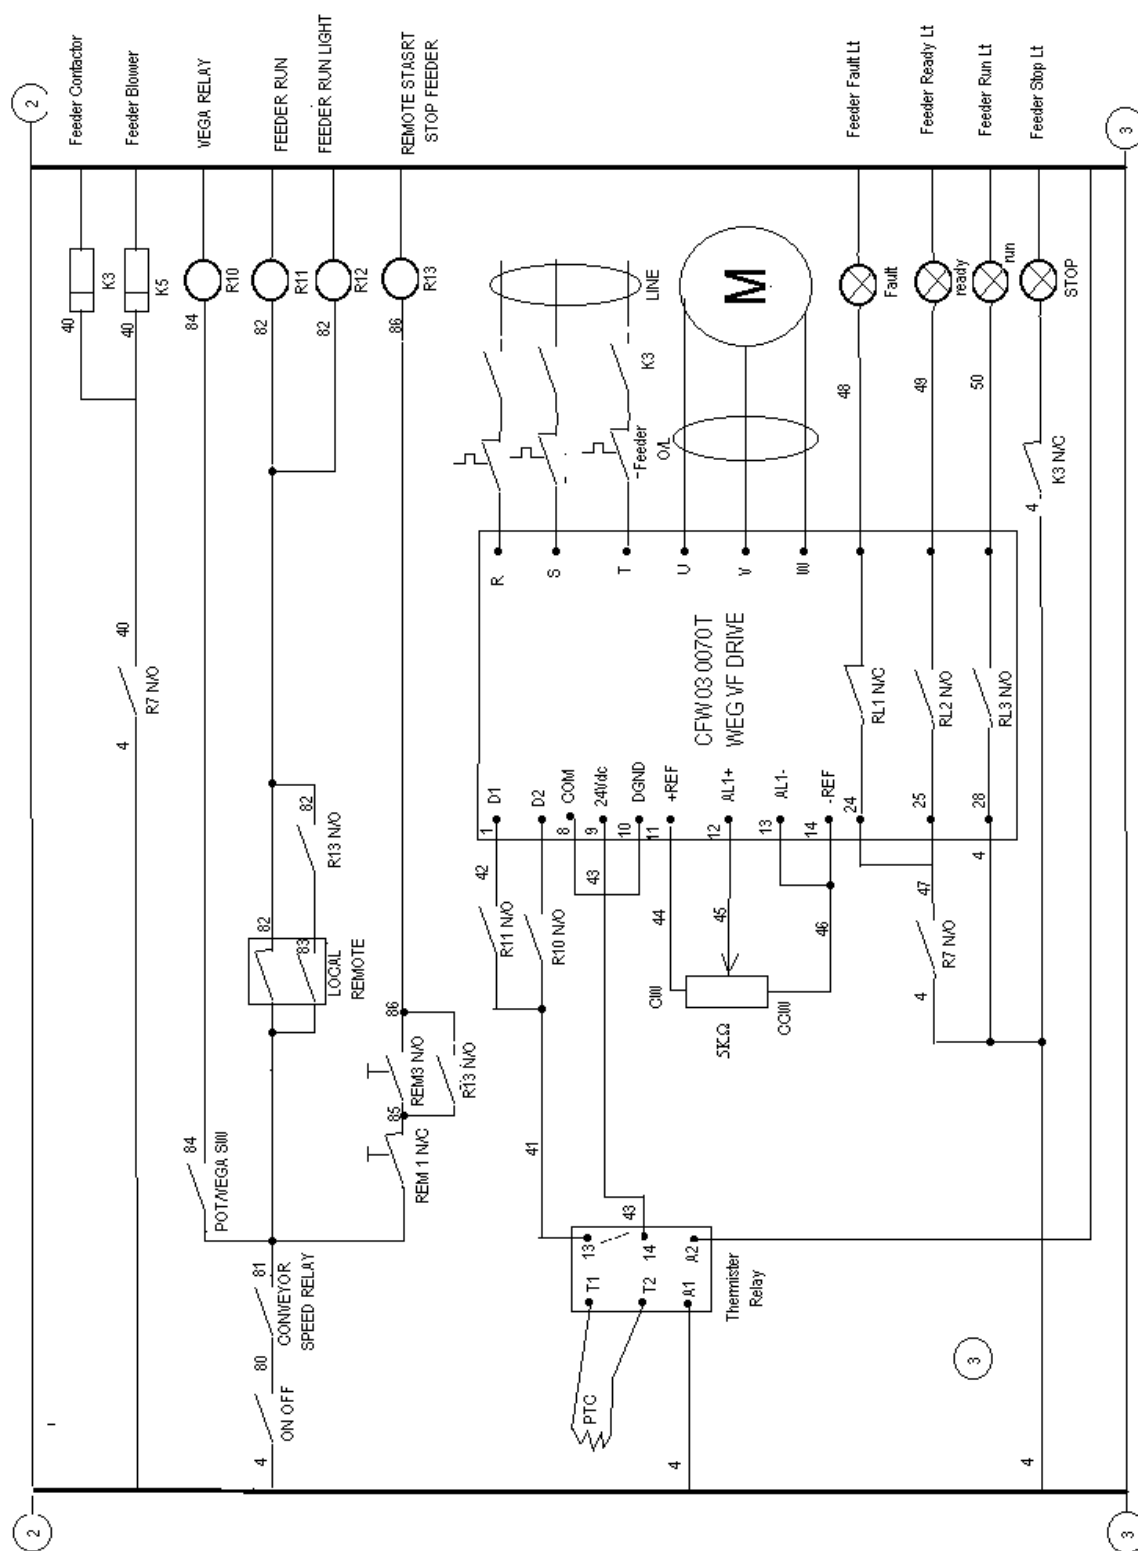 2
Feeder Contactor
Feeder Blower
VEGA RELAY
FEEDER RUN
FEEDER RUN LIGHT
REMOTE STASRT
STOP FEEDER
Feeder Fault Lt
Feeder Ready Lt
Feeder Run Lt
Feeder Stop Lt
3
40
K3
40
K5
84
R10
82
R11
82
R12
86
R13
LINE
M
Fault
ready
run
STOP
K3
Feeder
O/L
48
49
50
4
K3 N/C
4
R7 N/O
40
82
R13 N/O
82
83
LOCAL
REMOTE
84
POT/VEGA SW
85
REM 1 N/C
REM3 N/O
86
R13 N/O
4
ON OFF
80
CONVEYOR
SPEED RELAY
81
R
S
T
U
V
W
CFW 03 0070T
WEG VF DRIVE
RL1 N/C
RL2 N/O
RL3 N/O
1
D1
D2
8
COM
9
24Vdc
10
DGND
11
+REF
12
AL1+
13
AL1-
14
-REF
24
25
28
42
43
44
45
46
47
4
R11 N/O
R10 N/O
R7 N/O
4
CW
CCW
5KΩ
41
43
T1
13
T2
14
A1
A2
Thermister
Relay
PTC
4
3
4
2
3